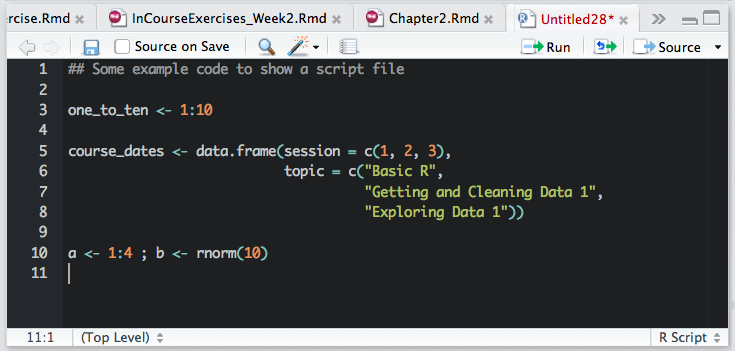 rcise.Rmd InCourseExercises_Week2.Rmd Chapter2.Rmd Untitled28*
Source on Save Run Source
1 ## Some example code to show a script file
2
3 one_to_ten <- 1:10
4
5 course_dates <- data.frame(session = c(1, 2, 3),
6 topic = c("Basic R",
7 "Getting and Cleaning Data 1",
8 "Exploring Data 1"))
9
10 a <- 1:4 ; b <- rnorm(10)
11
11:1 (Top Level) R Script